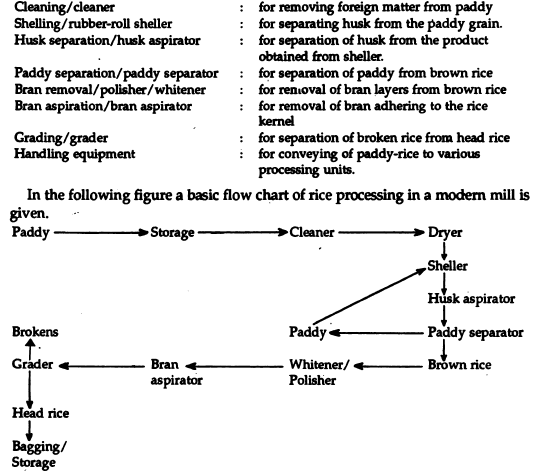 Cleaning/cleaner : for removing foreign matter from paddy
Shelling/rubber-roll sheller : for separating husk from the paddy grain.
Husk separation/husk aspirator : for separation of husk from the product
obtained from sheller.
Paddy separation/paddy separator : for separation of paddy from brown rice
Bran removal/polisher/whitener : for removal of bran layers from brown rice
Bran aspiration/bran aspirator : for removal of bran adhering to the rice
kernel
Grading/grader : for separation of broken rice from head rice
Handling equipment : for conveying of paddy-rice to various
processing units.
In the following figure a basic flow chart of rice processing in a modern mill is
given.
Paddy Storage Cleaner Dryer
Sheller
Husk aspirator
Brokens Paddy Paddy separator
Grader Bran Whitener/ Brown rice
aspirator Polisher
Head rice
Bagging/
Storage